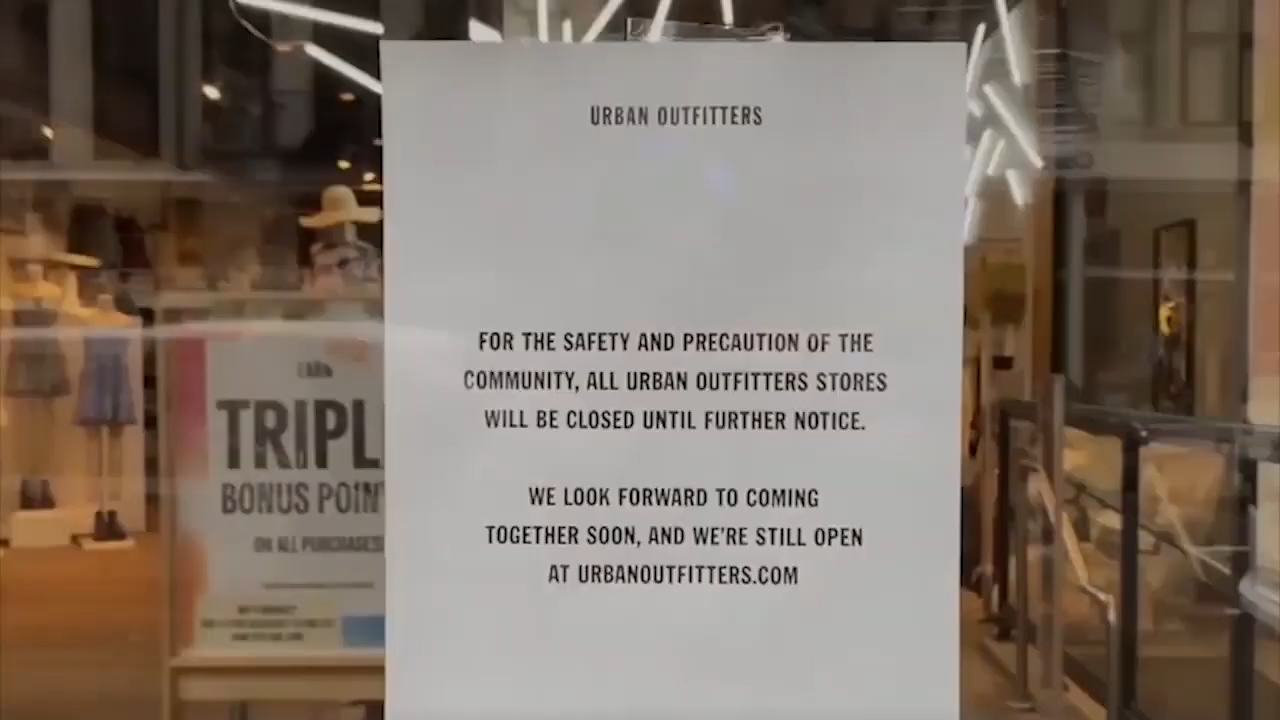 URBAN OUTFITTERS
FOR THE SAFETY AND PRECAUTION OF THE
COMMUNITY, ALL URBAN OUTFITTERS STORES
WILL BE CLOSED UNTIL FURTHER NOTICE.
WE LOOK FORWARD TO COMING
TOGETHER SOON, AND WE'RE STILL OPEN
AT URBANOUTFITTERS.COM
EARN
TRIPL
BONUS POIN
ON ALL PURCHASES